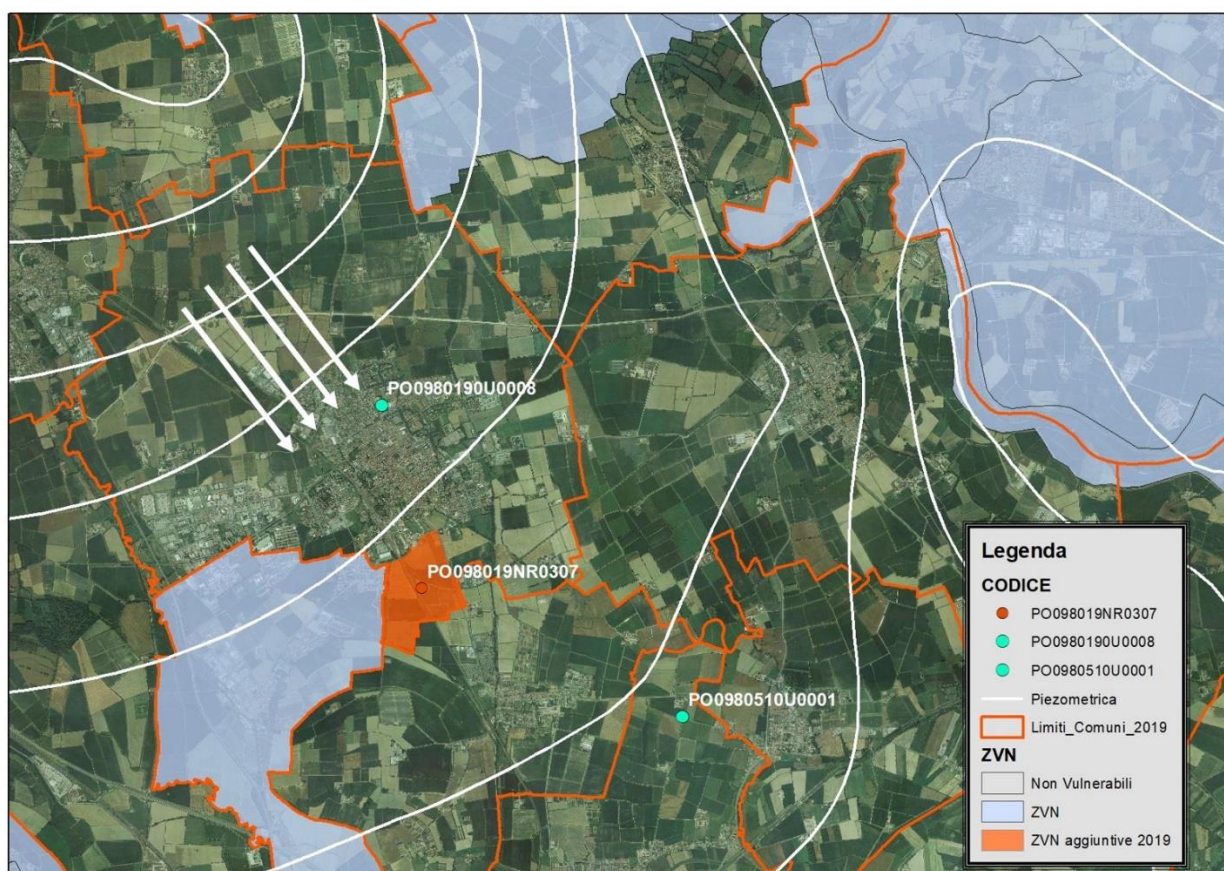 PO0980190U0008
PO098019NR0307
PO0980510U0001
Legenda
CODICE
PO098019NR0307
PO0980190U0008
PO0980510U0001
Piezometrica
Limiti_Comuni_2019
ZVN
Non Vulnerabili
ZVN
ZVN aggiuntive 2019